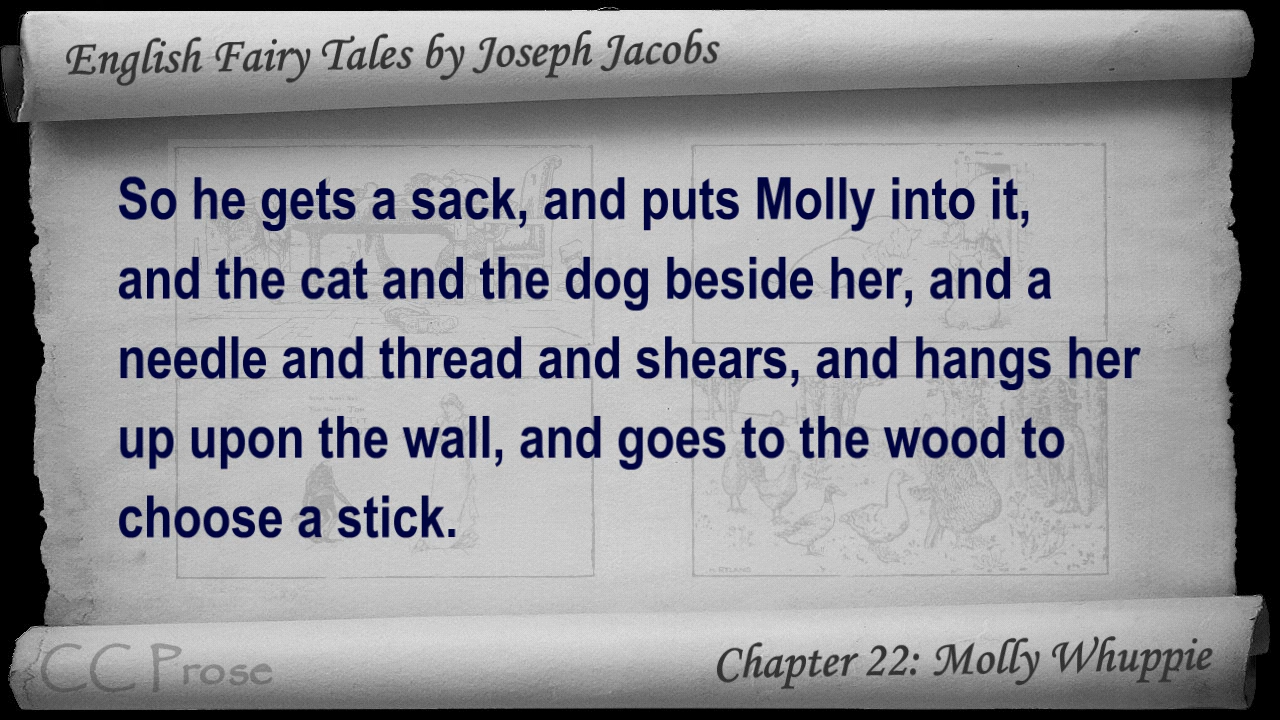 English Fairy Tales by Joseph Jacobs
So he gets a sack, and puts Molly into it,
and the cat and the dog beside her, and a
needle and thread and shears, and hangs her
up upon the wall, and goes to the wood to
choose a stick.
CC Prose
Chapter 22: Molly Whuppie